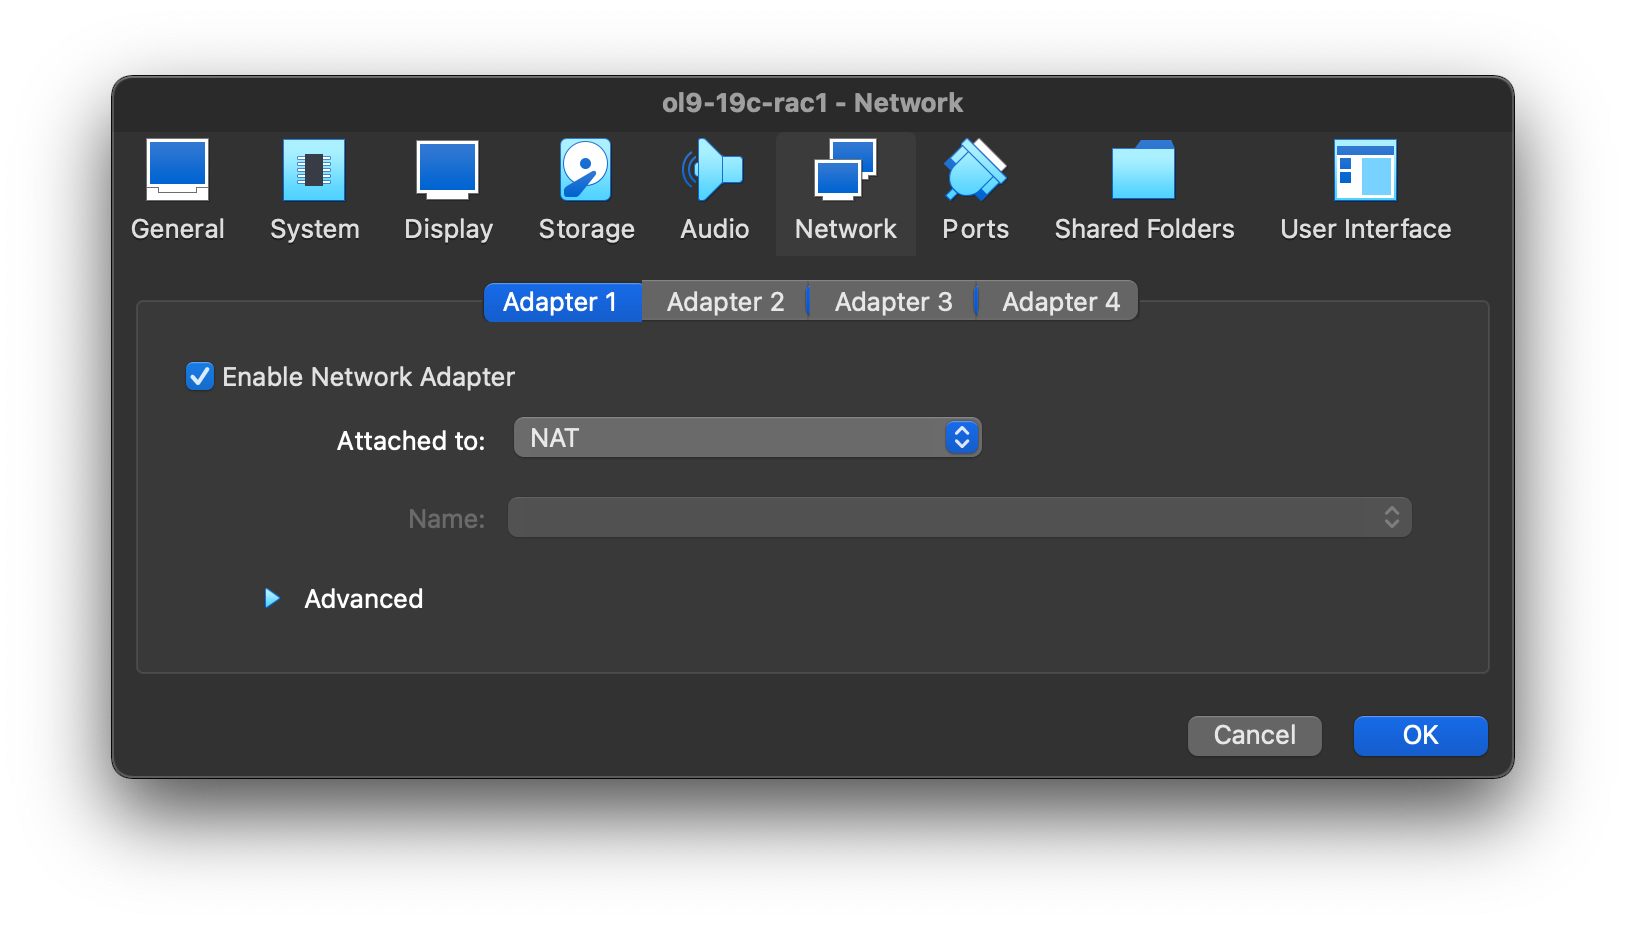 ol9-19c-rac1 - Network
General System Display Storage Audio Network Ports Shared Folders User Interface
Adapter 1 Adapter 2 Adapter 3 Adapter 4
Enable Network Adapter
Attached to: NAT
Name:
Advanced
Cancel OK